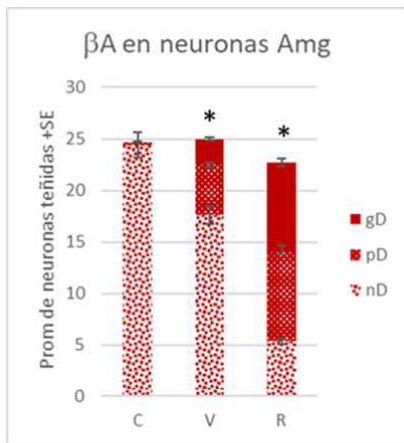 βA en neuronas Amg
Prom de neuronas teñidas +SE
30
25
20
15
10
5
0
*
*
C V R
gD
pD
nD